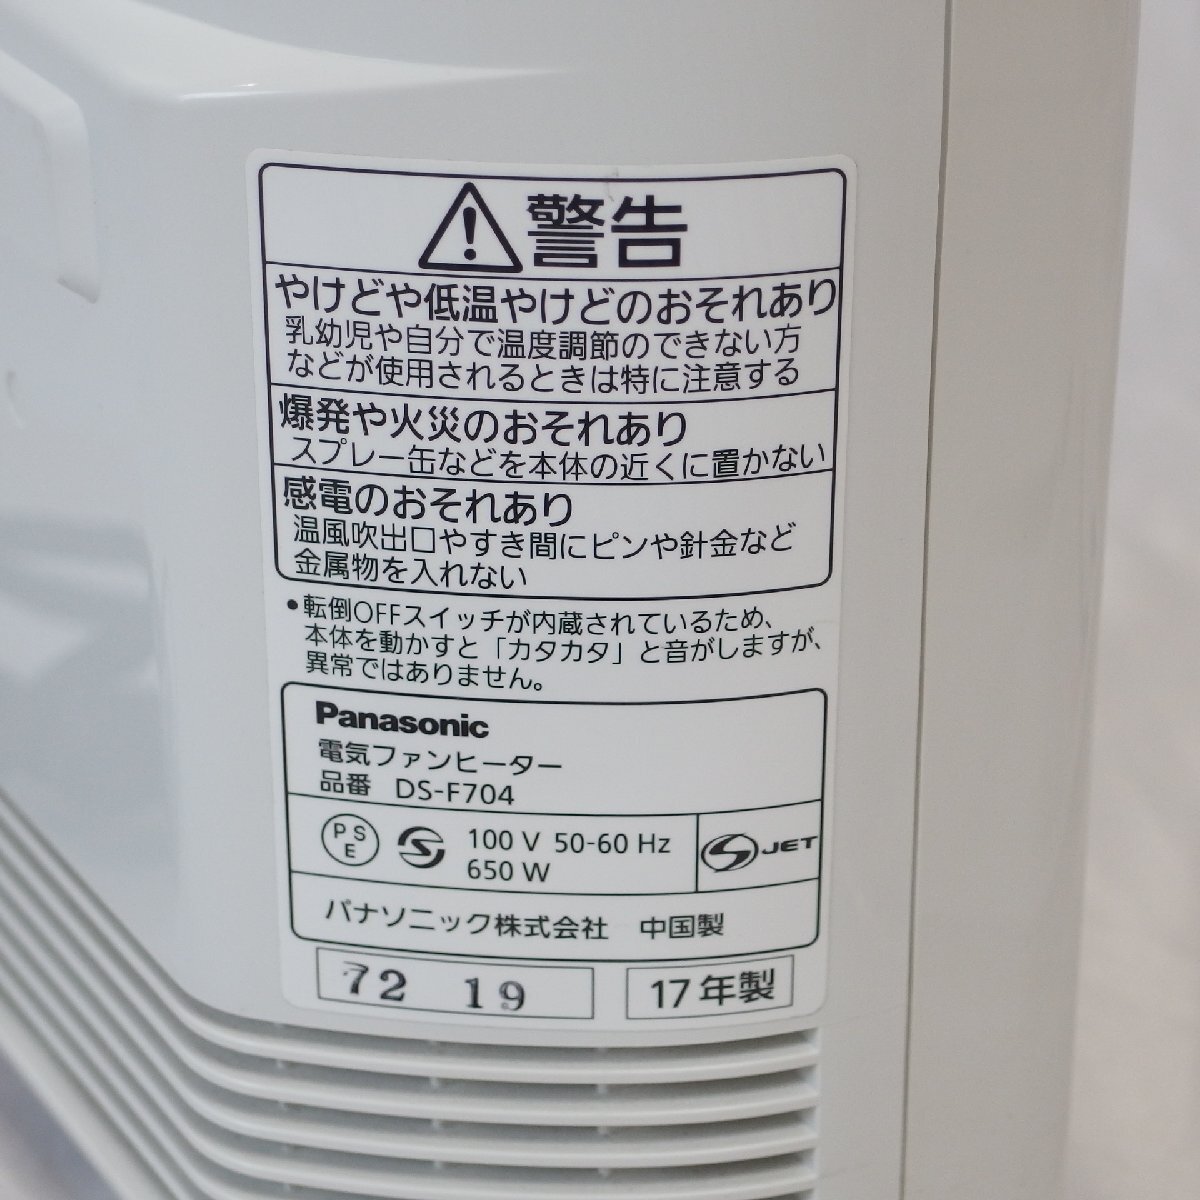 警告
やけどや低温やけどのおそれあり
乳幼児や自分で温度調節のできない方
などが使用されるときは特に注意する
爆発や火災のおそれあり
スプレー缶などを本体の近くに置かない
感電のおそれあり
温風吹出口やすき間にピンや針金など
金属物を入れない
•転倒OFFスイッチが内蔵されているため、
本体を動かすと「カタカタ」と音がしますが、
異常ではありません。
Panasonic
電気ファンヒーター
品番 DS-F704
PSE 100 V 50-60 Hz
650 W
JET
パナソニック株式会社 中国製
72 19
17年製